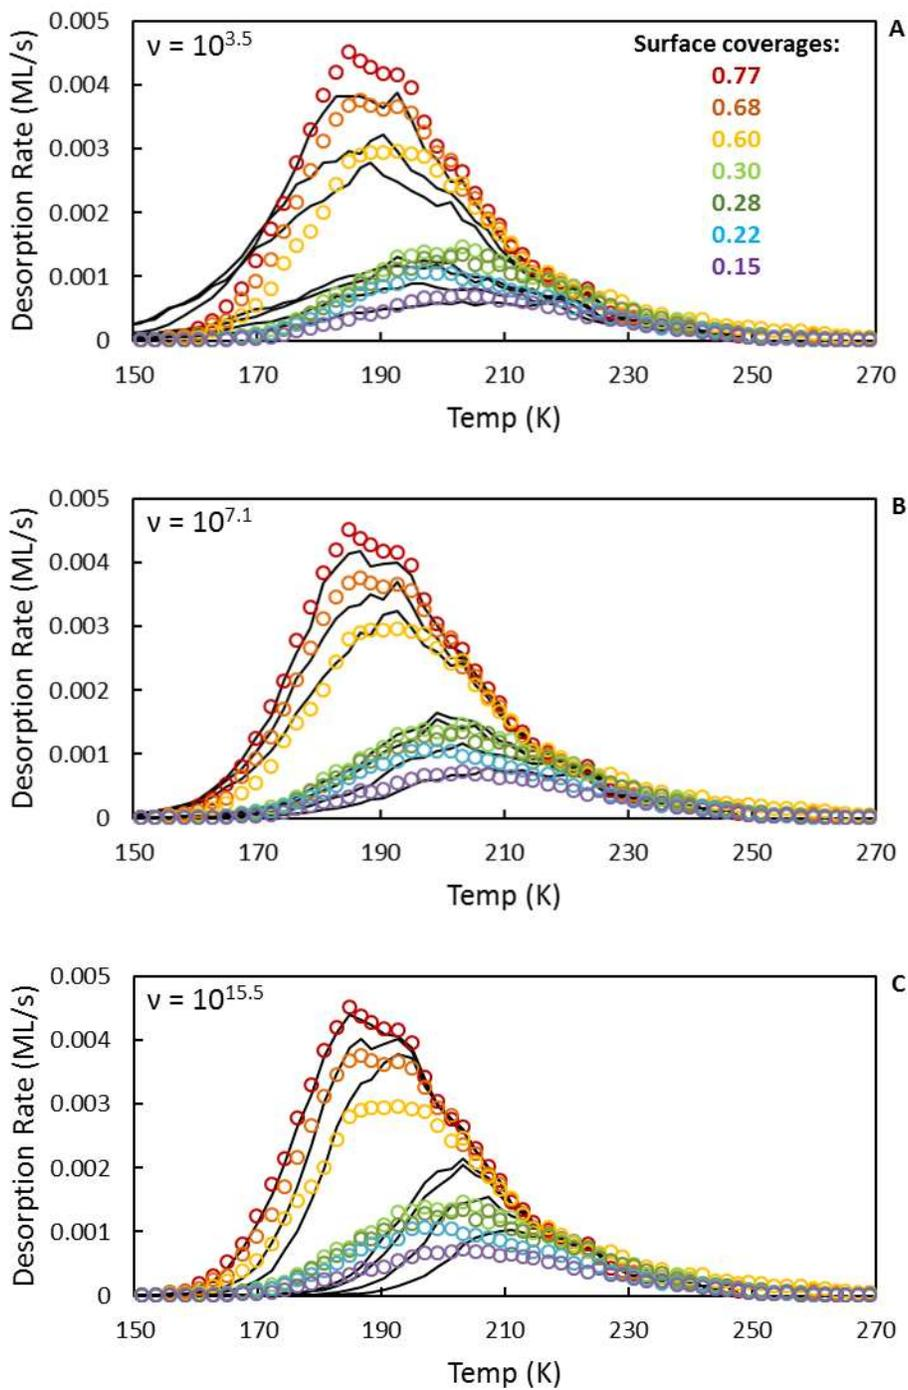 A
ν = 10^3.5
Surface coverages:
0.77
0.68
0.60
0.30
0.28
0.22
0.15
Desorption Rate (ML/s)
0.005
0.004
0.003
0.002
0.001
0
150 170 190 210 230 250 270
Temp (K)
B
ν = 10^7.1
Desorption Rate (ML/s)
0.005
0.004
0.003
0.002
0.001
0
150 170 190 210 230 250 270
Temp (K)
C
ν = 10^15.5
Desorption Rate (ML/s)
0.005
0.004
0.003
0.002
0.001
0
150 170 190 210 230 250 270
Temp (K)